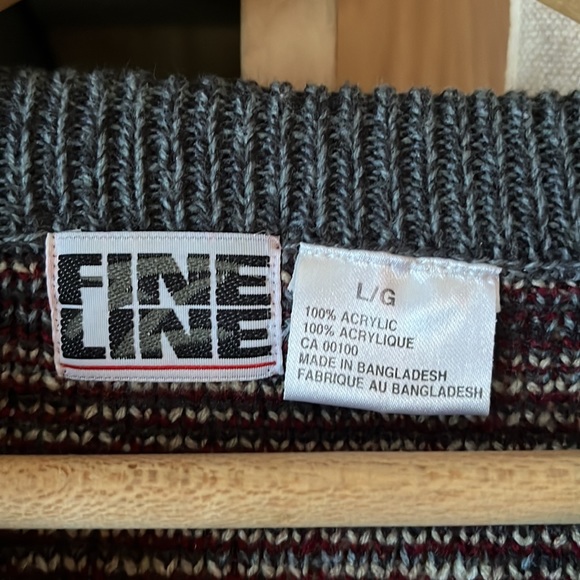 FINE
LINE
L/G
100% ACRYLIC
100% ACRYLIQUE
CA 00100
MADE IN BANGLADESH
FABRIQUE AU BANGLADESH